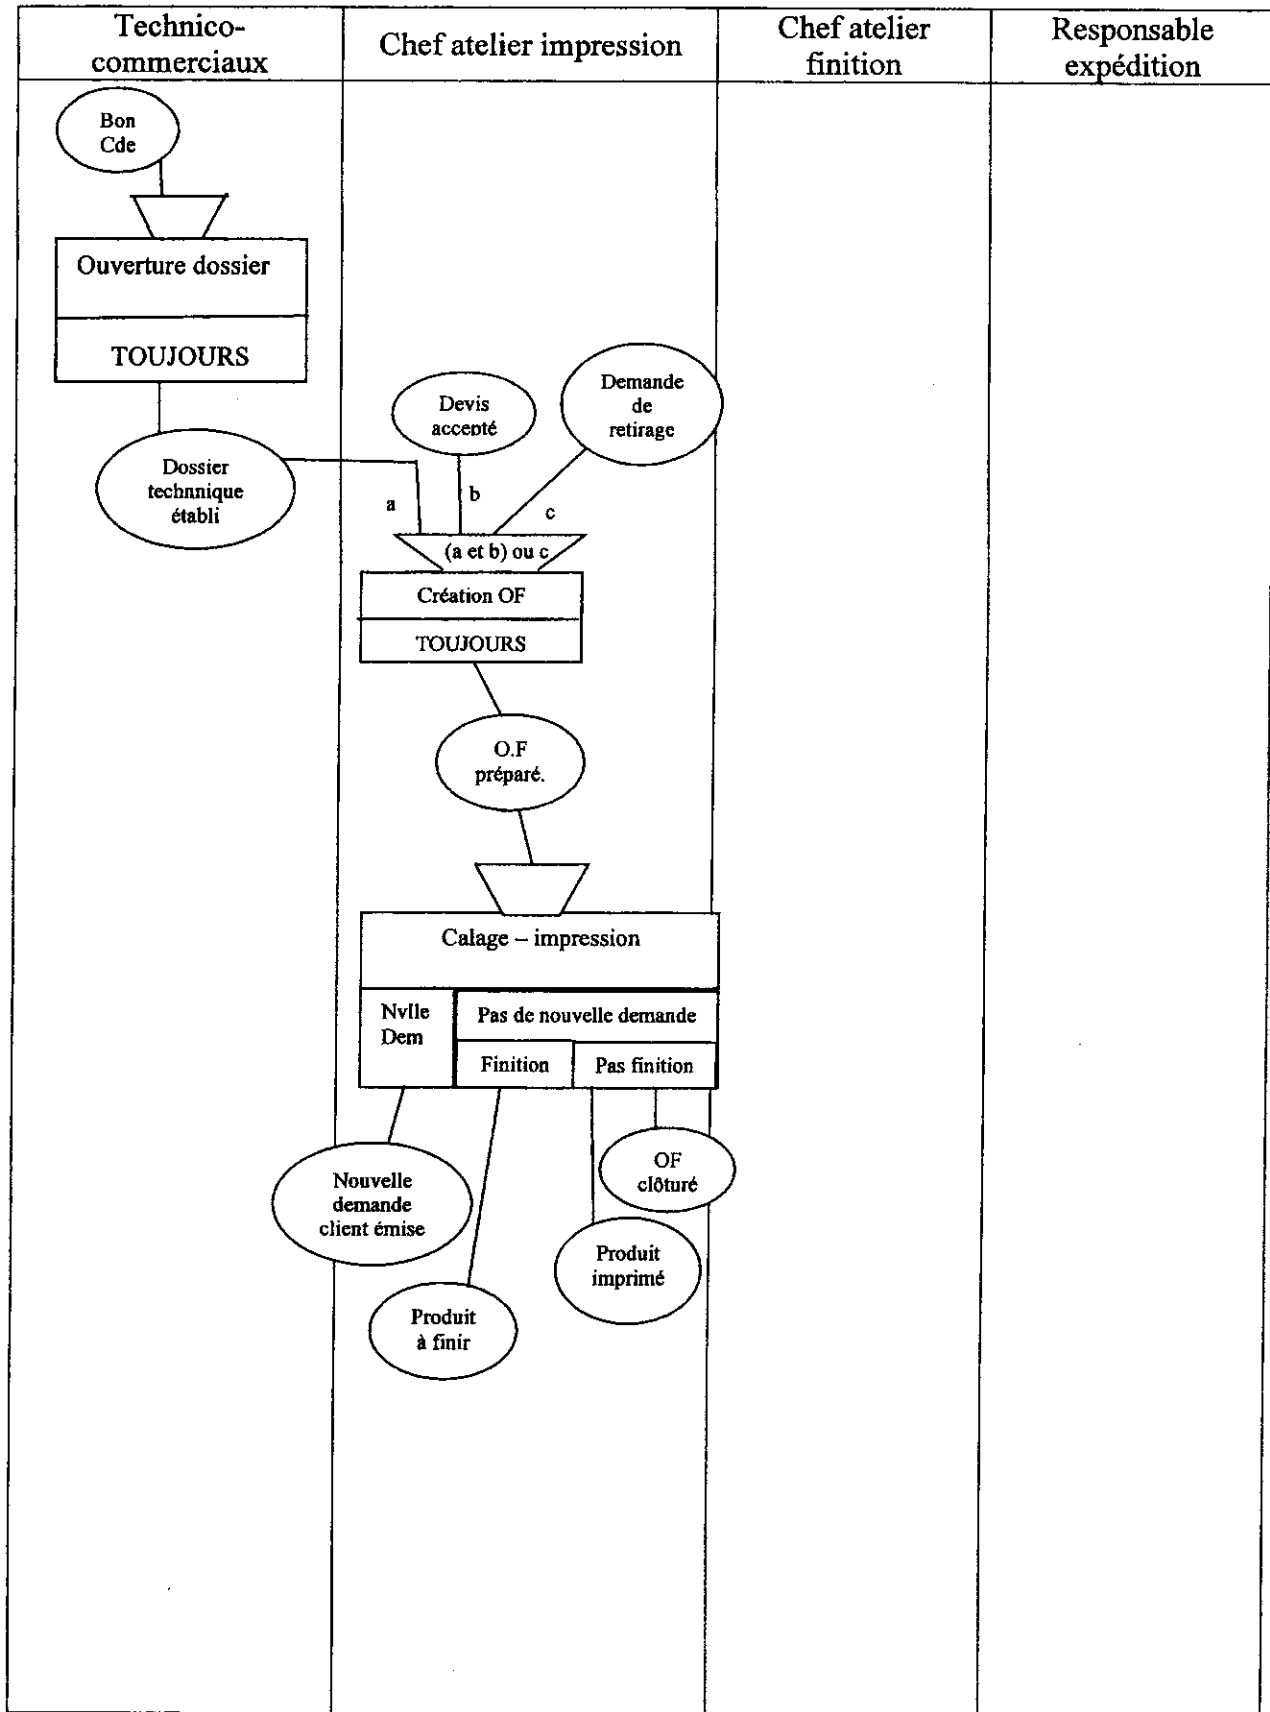 Technico-
commerciaux
Chef atelier impression
Chef atelier
finition
Responsable
expédition
Bon
Cde
Ouverture dossier
TOUJOURS
Devis
accepté
Demande
de
retirage
Dossier
technnique
établi
a
b
c
(a et b) ou c
Création OF
TOUJOURS
O.F
préparé.
Calage – impression
Nvlle
Dem
Pas de nouvelle demande
Finition
Pas finition
OF
clôturé
Nouvelle
demande
client émise
Produit
imprimé
Produit
à finir